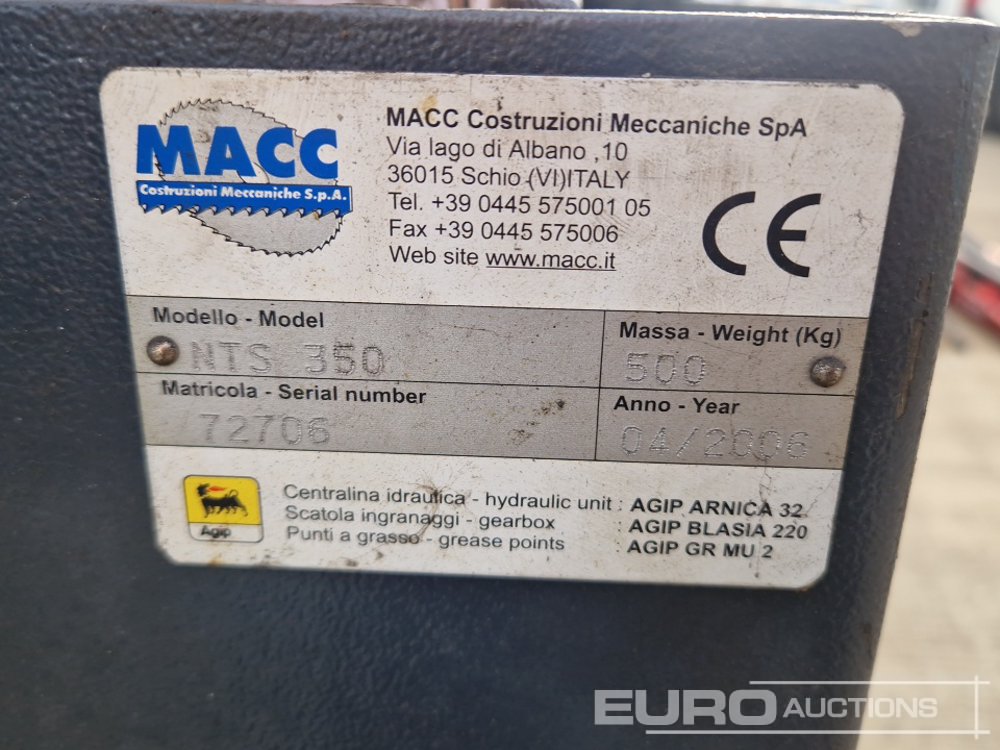 MACC
Costruzioni Meccaniche S.p.A.
MACC Costruzioni Meccaniche SpA
Via lago di Albano ,10
36015 Schio (VI)ITALY
Tel. +39 0445 575001 05
Fax +39 0445 575006
Web site www.macc.it
CE
Modello - Model
NTS 350
Massa - Weight (Kg)
500
Matricola - Serial number
72706
Anno - Year
04/2006
Agip
Centralina idraulica - hydraulic unit : AGIP ARNICA 32
Scatola ingranaggi - gearbox : AGIP BLASIA 220
Punti a grasso - grease points : AGIP GR MU 2
EURO AUCTIONS